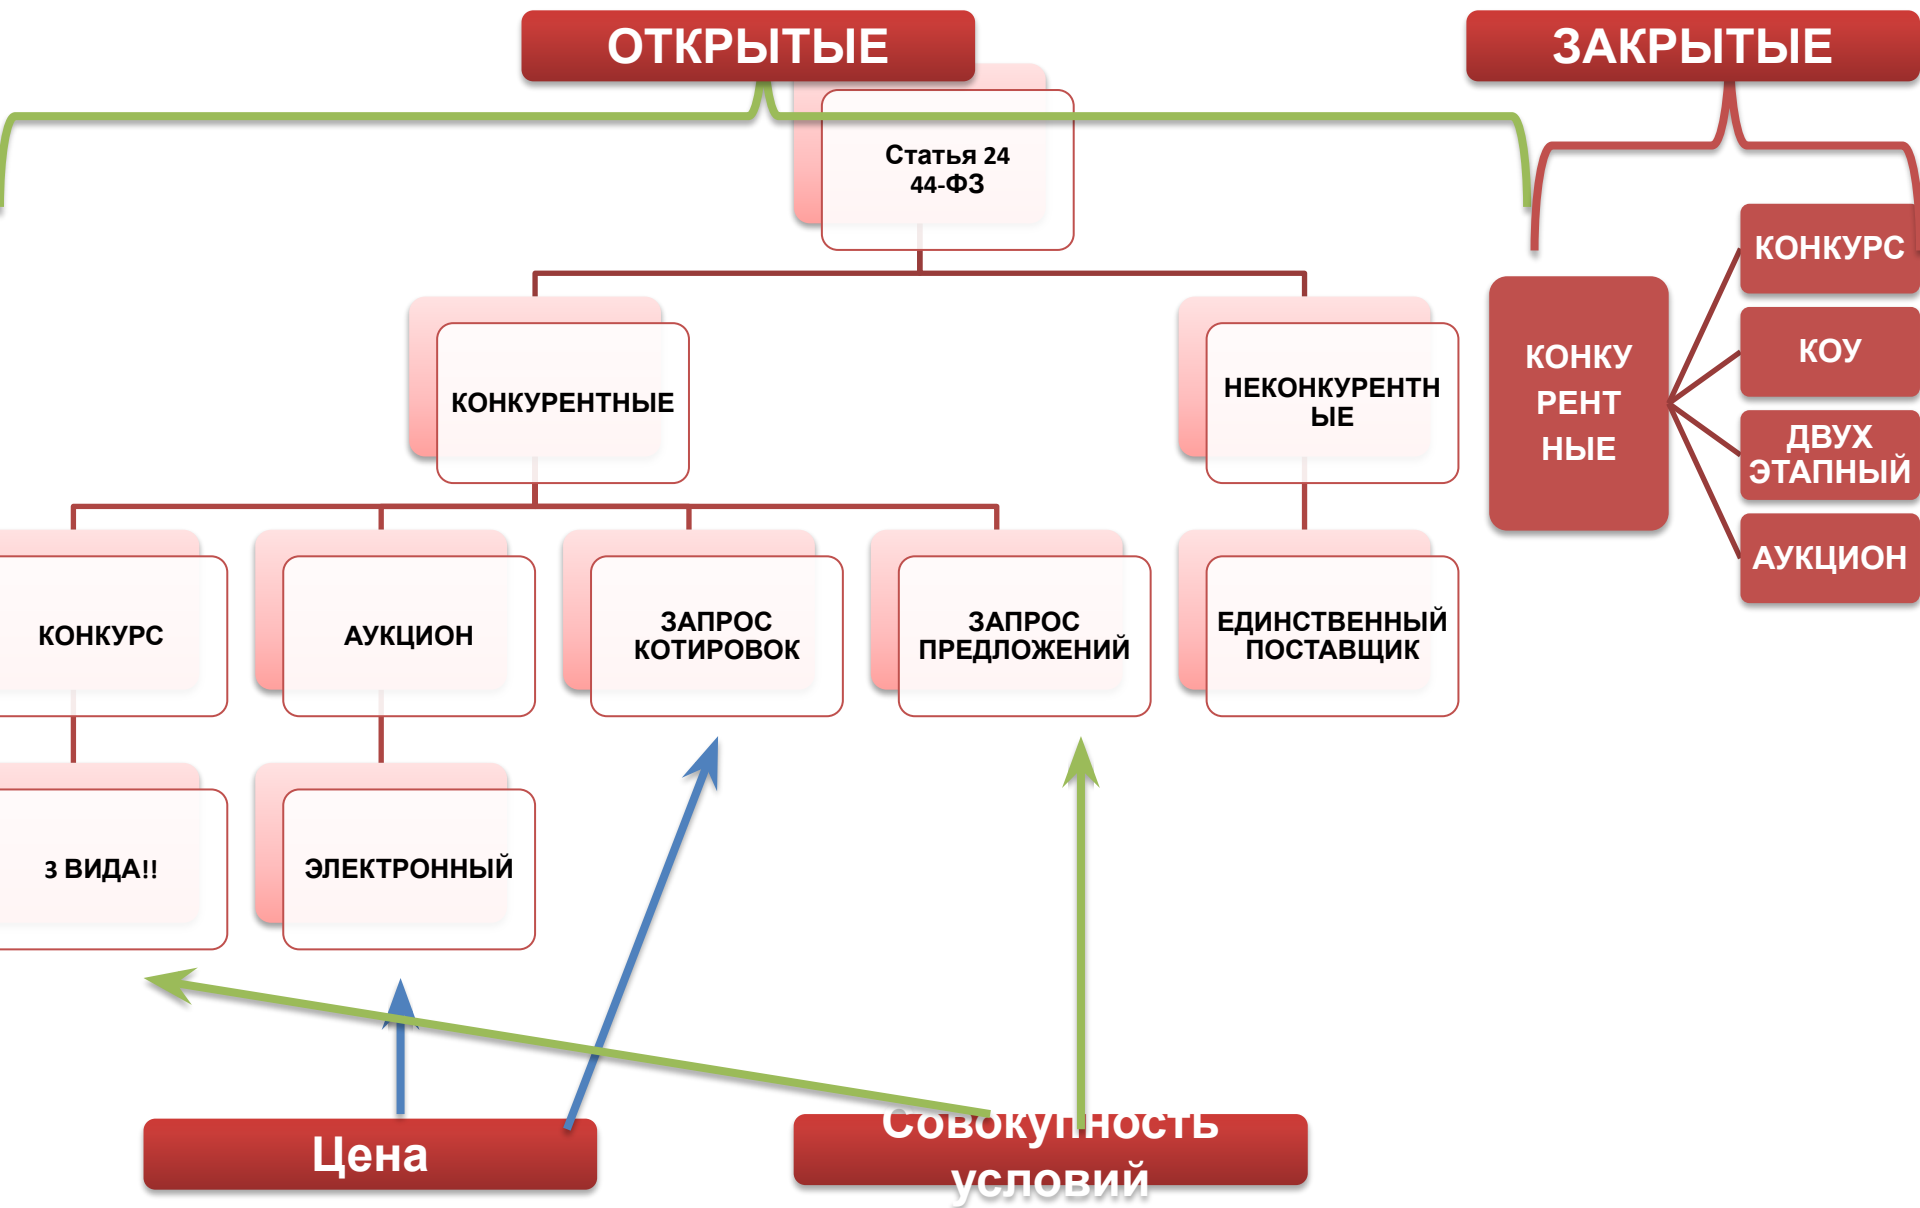 ОТКРЫТЫЕ
ЗАКРЫТЫЕ
Статья 24
44-ФЗ
КОНКУРЕНТНЫЕ
НЕКОНКУРЕНТН
ЫЕ
КОНКУ
РЕНТ
НЫЕ
КОНКУРС
КОУ
ДВУХ
ЭТАПНЫЙ
АУКЦИОН
КОНКУРС
АУКЦИОН
ЗАПРОС
КОТИРОВОК
ЗАПРОС
ПРЕДЛОЖЕНИЙ
ЕДИНСТВЕННЫЙ
ПОСТАВЩИК
3 ВИДА!!
ЭЛЕКТРОННЫЙ
Цена
Совокупность
условий